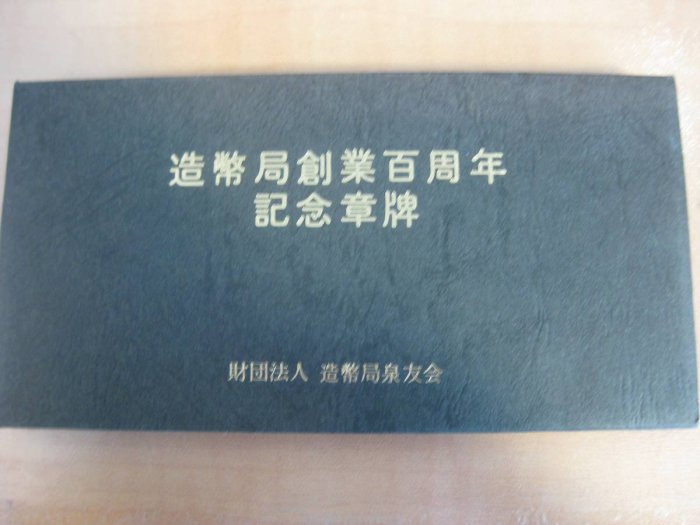 造幣局創業百周年
記念章牌
財団法人 造幣局泉友会